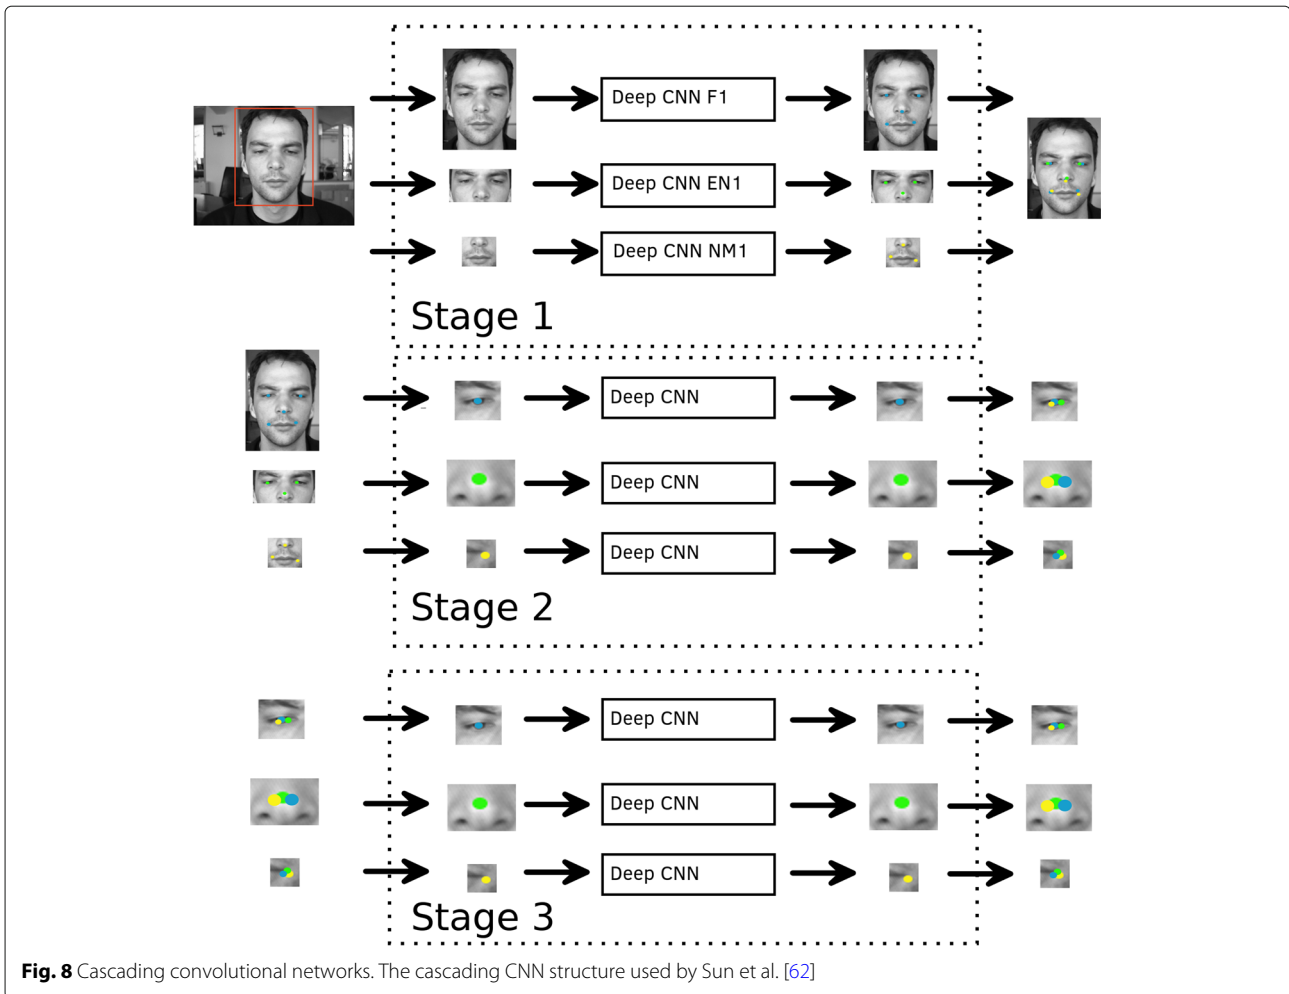 Deep CNN F1
Deep CNN EN1
Deep CNN NM1
Stage 1
Deep CNN
Deep CNN
Deep CNN
Stage 2
Deep CNN
Deep CNN
Deep CNN
Stage 3
Fig. 8 Cascading convolutional networks. The cascading CNN structure used by Sun et al. [62]